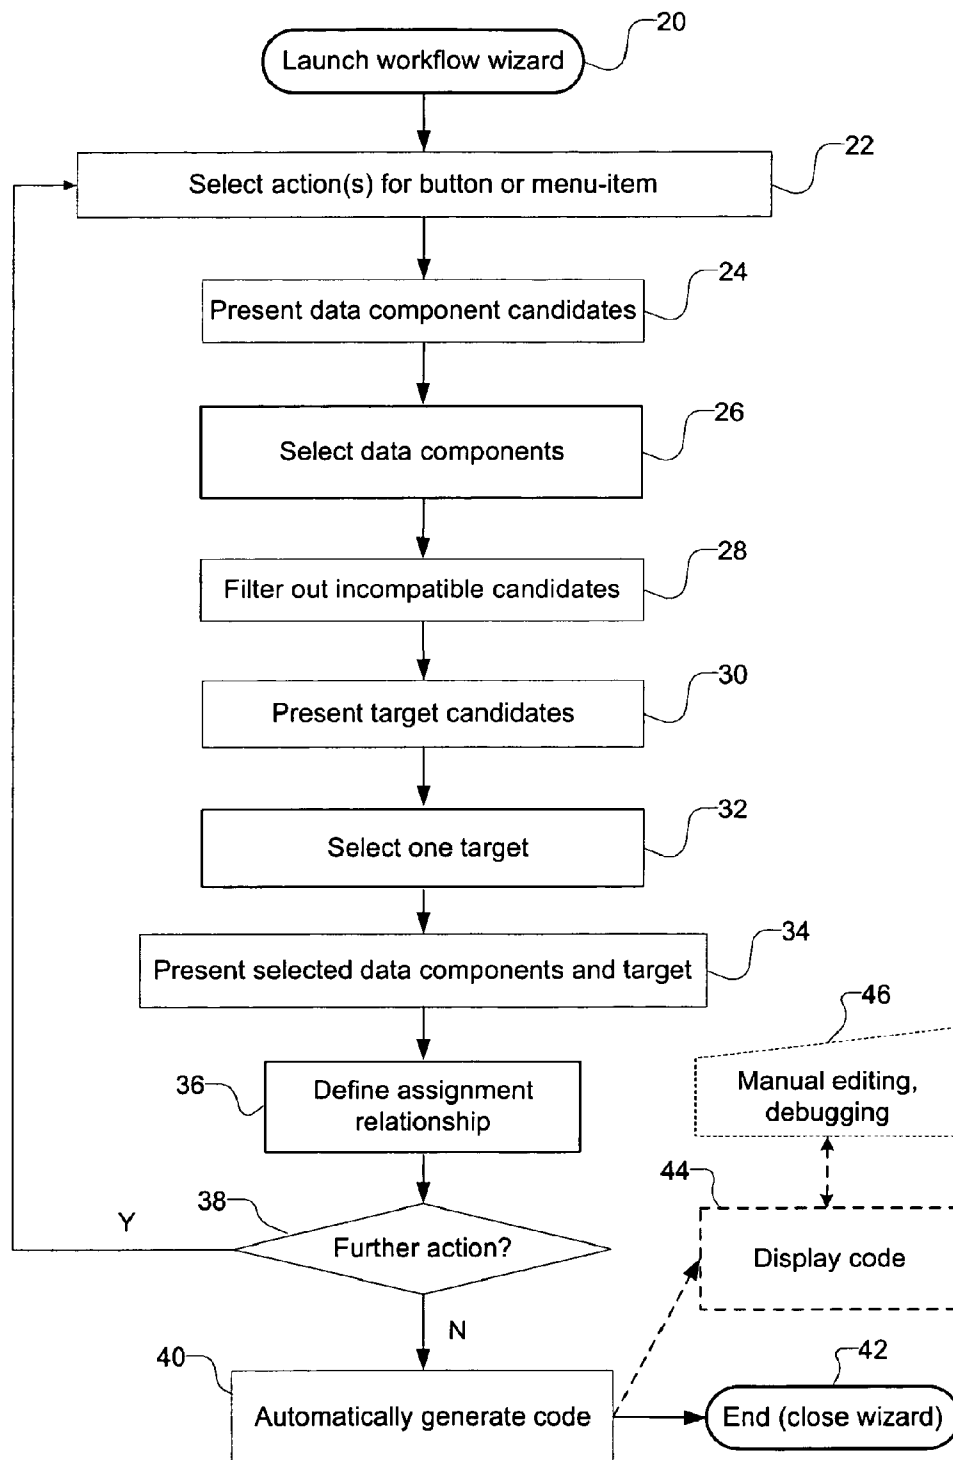 20
Launch workflow wizard
22
Select action(s) for button or menu-item
24
Present data component candidates
26
Select data components
28
Filter out incompatible candidates
30
Present target candidates
32
Select one target
34
Present selected data components and target
46
Manual editing,
debugging
36
Define assignment
relationship
44
38
Y
Further action?
Display code
N
40
42
Automatically generate code
End (close wizard)